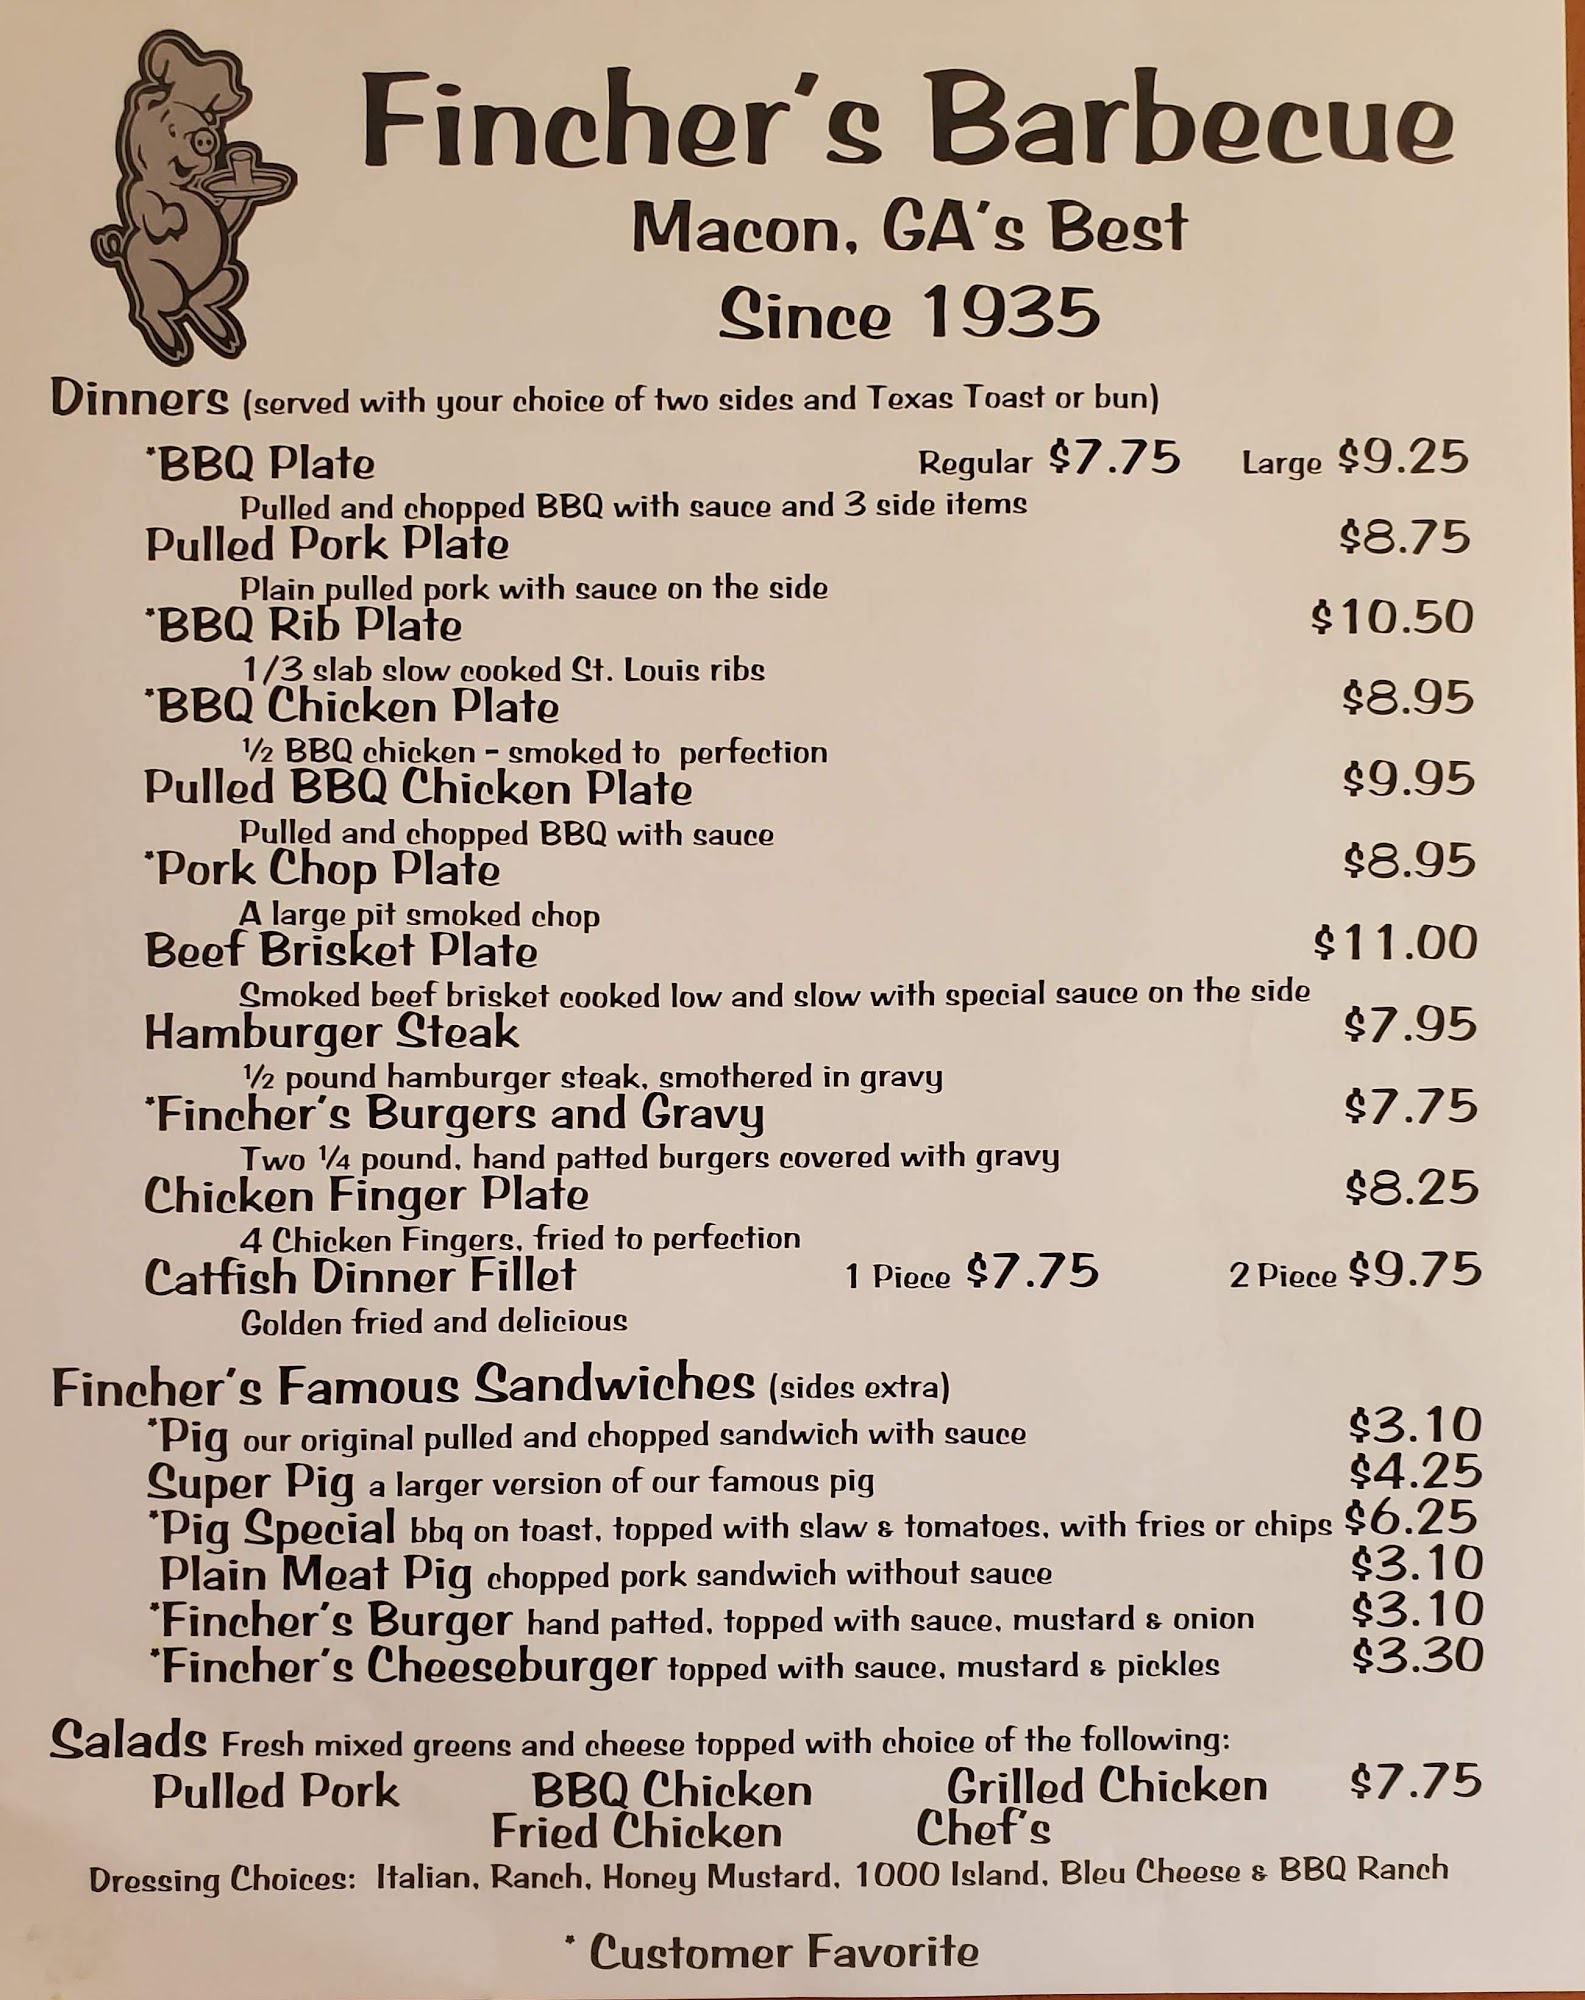 Fincher's Barbecue
Macon, GA's Best
Since 1935
Dinners (served with your choice of two sides and Texas Toast or bun)
*BBQ Plate Regular $7.75 Large $9.25
Pulled and chopped BBQ with sauce and 3 side items
Pulled Pork Plate $8.75
Plain pulled pork with sauce on the side
*BBQ Rib Plate $10.50
1/3 slab slow cooked St. Louis ribs
*BBQ Chicken Plate $8.95
½ BBQ chicken - smoked to perfection
Pulled BBQ Chicken Plate $9.95
Pulled and chopped BBQ with sauce
*Pork Chop Plate $8.95
A large pit smoked chop
Beef Brisket Plate $11.00
Smoked beef brisket cooked low and slow with special sauce on the side
Hamburger Steak $7.95
½ pound hamburger steak, smothered in gravy
*Fincher's Burgers and Gravy $7.75
Two ¼ pound, hand patted burgers covered with gravy
Chicken Finger Plate $8.25
4 Chicken Fingers, fried to perfection
Catfish Dinner Fillet 1 Piece $7.75 2 Piece $9.75
Golden fried and delicious
Fincher's Famous Sandwiches (sides extra)
*Pig our original pulled and chopped sandwich with sauce $3.10
Super Pig a larger version of our famous pig $4.25
*Pig Special bbq on toast, topped with slaw & tomatoes, with fries or chips $6.25
Plain Meat Pig chopped pork sandwich without sauce $3.10
*Fincher's Burger hand patted, topped with sauce, mustard & onion $3.10
*Fincher's Cheeseburger topped with sauce, mustard & pickles $3.30
Salads Fresh mixed greens and cheese topped with choice of the following:
Pulled Pork BBQ Chicken Grilled Chicken $7.75
Fried Chicken Chef's
Dressing Choices: Italian, Ranch, Honey Mustard, 1000 Island, Bleu Cheese & BBQ Ranch
* Customer Favorite